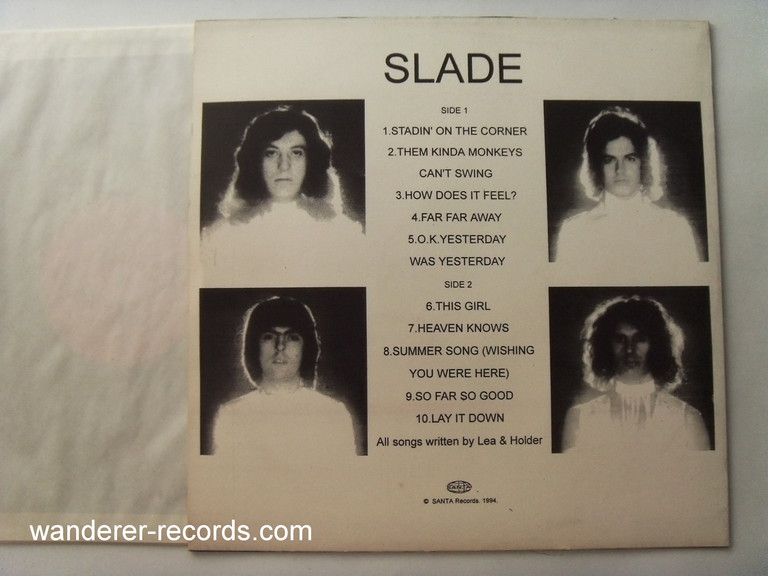 SLADE
SIDE 1
1.STADIN' ON THE CORNER
2.THEM KINDA MONKEYS
CAN'T SWING
3.HOW DOES IT FEEL?
4.FAR FAR AWAY
5.O.K.YESTERDAY
WAS YESTERDAY
SIDE 2
6.THIS GIRL
7.HEAVEN KNOWS
8.SUMMER SONG (WISHING
YOU WERE HERE)
9.SO FAR SO GOOD
10.LAY IT DOWN
All songs written by Lea & Holder
© SANTA Records. 1994.
wanderer-records.com